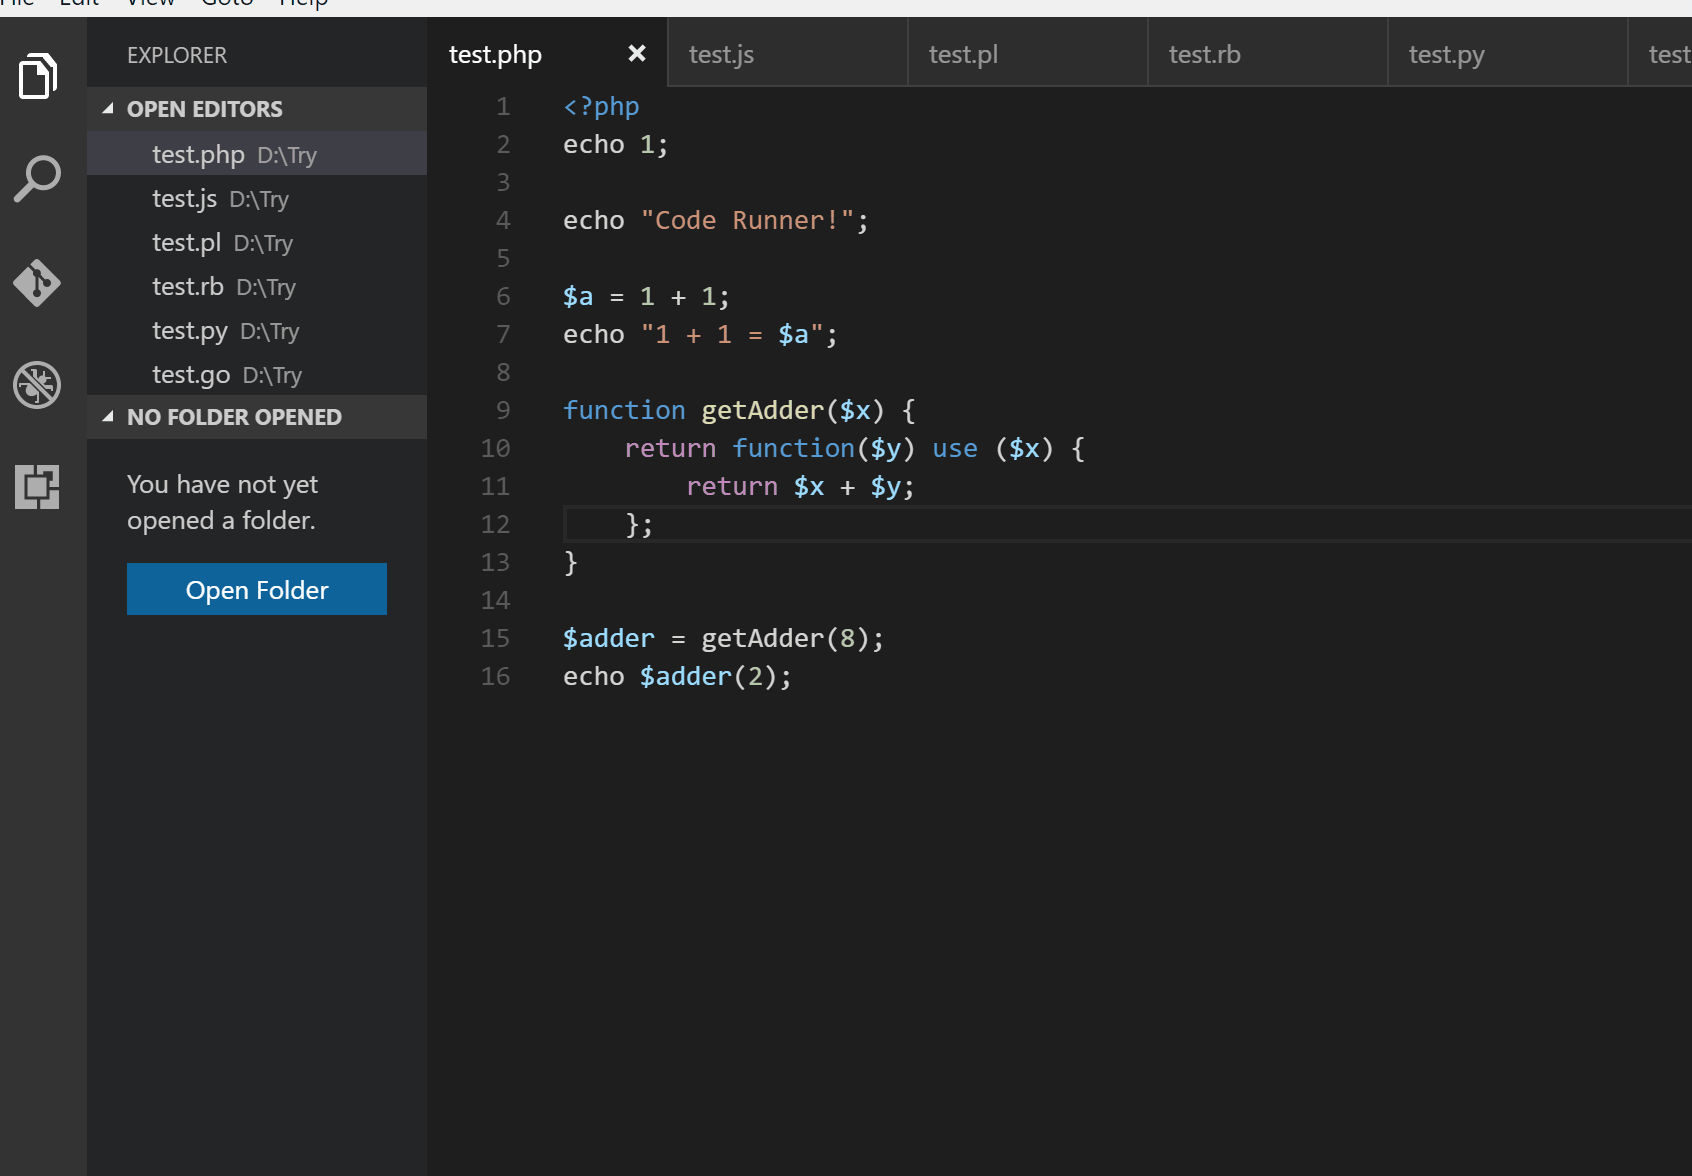 File Edit View Goto Help
EXPLORER
OPEN EDITORS
test.php D:\Try
test.js D:\Try
test.pl D:\Try
test.rb D:\Try
test.py D:\Try
test.go D:\Try
NO FOLDER OPENED
You have not yet
opened a folder.
Open Folder
test.php test.js test.pl test.rb test.py test
1 <?php
2 echo 1;
3
4 echo "Code Runner!";
5
6 $a = 1 + 1;
7 echo "1 + 1 = $a";
8
9 function getAdder($x) {
10     return function($y) use ($x) {
11         return $x + $y;
12     };
13 }
14
15 $adder = getAdder(8);
16 echo $adder(2);